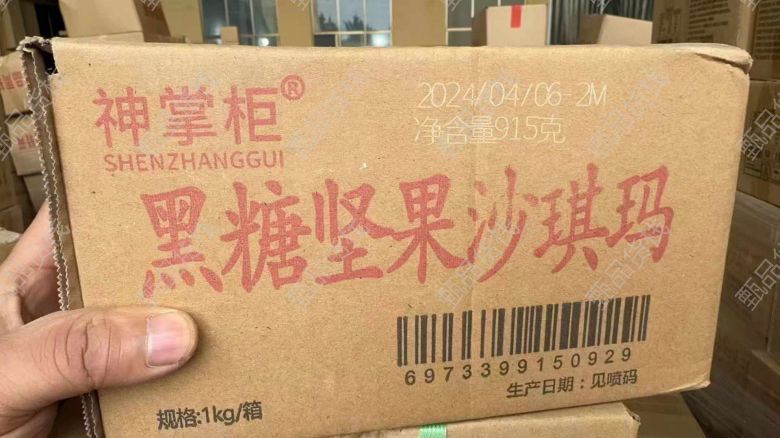 神掌柜®
SHENZHANGGUI
2024/04/06-2M
净含量915克
黑糖坚果沙琪玛
6973399150929
生产日期：见喷码
规格:1kg/箱